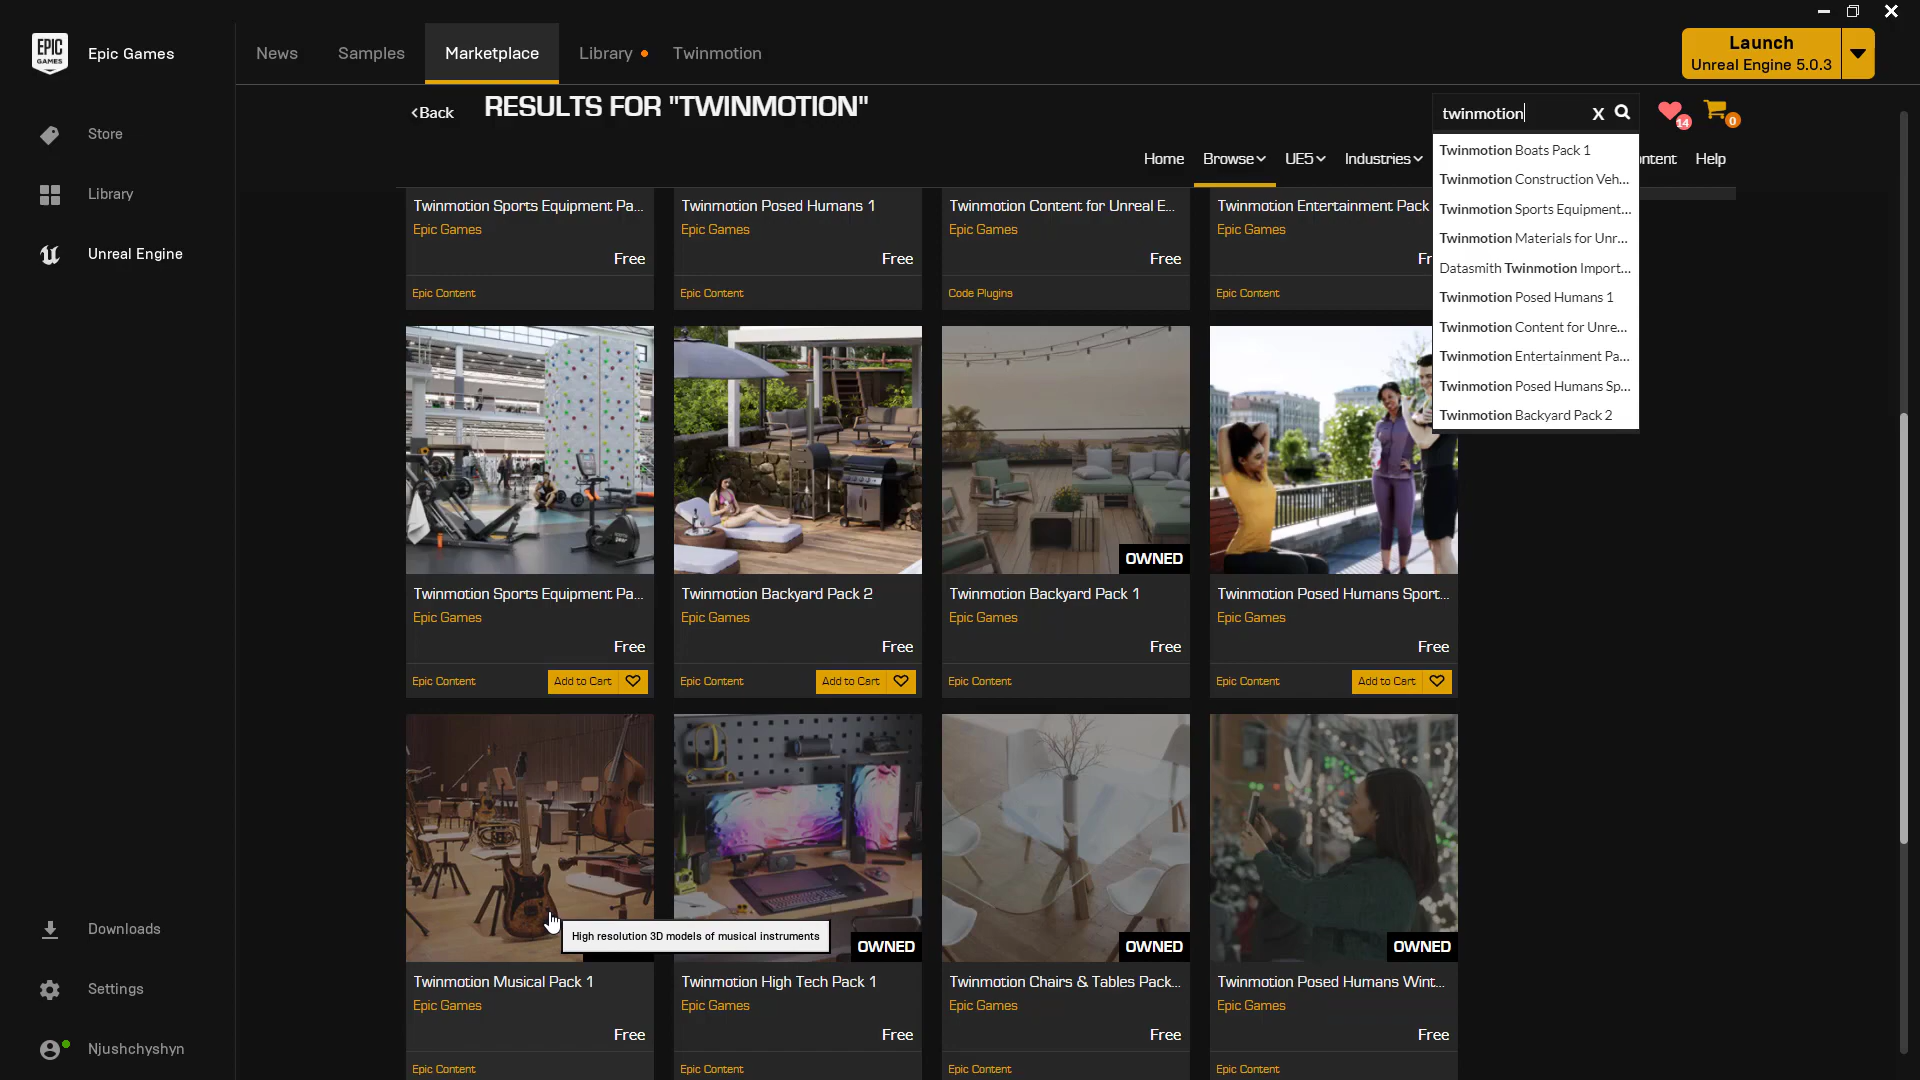 EPIC GAMES
Epic Games
News
Samples
Marketplace
Library
Twinmotion
Launch
Unreal Engine 5.0.3
Store
Library
Unreal Engine
Downloads
Settings
Njushchyshyn
Back
RESULTS FOR "TWINMOTION"
twinmotion
X
14
0
Home
Browse
UE5
Industries
Help
Twinmotion Boats Pack 1
Twinmotion Construction Veh...
Twinmotion Sports Equipment...
Twinmotion Materials for Unr...
Datasmith Twinmotion Import...
Twinmotion Posed Humans 1
Twinmotion Content for Unre...
Twinmotion Entertainment Pa...
Twinmotion Posed Humans Sp...
Twinmotion Backyard Pack 2
Twinmotion Sports Equipment Pa...
Epic Games
Free
Epic Content
Twinmotion Posed Humans 1
Epic Games
Free
Epic Content
Twinmotion Content for Unreal E...
Epic Games
Free
Code Plugins
Twinmotion Entertainment Pack
Epic Games
Fr
Epic Content
Twinmotion Sports Equipment Pa...
Epic Games
Free
Epic Content
Add to Cart
Twinmotion Backyard Pack 2
Epic Games
Free
Epic Content
Add to Cart
OWNED
Twinmotion Backyard Pack 1
Epic Games
Free
Epic Content
Twinmotion Posed Humans Sport...
Epic Games
Free
Epic Content
Add to Cart
High resolution 3D models of musical instruments
Twinmotion Musical Pack 1
Epic Games
Free
Epic Content
OWNED
Twinmotion High Tech Pack 1
Epic Games
Free
Epic Content
OWNED
Twinmotion Chairs & Tables Pack...
Epic Games
Free
Epic Content
OWNED
Twinmotion Posed Humans Wint...
Epic Games
Free
Epic Content